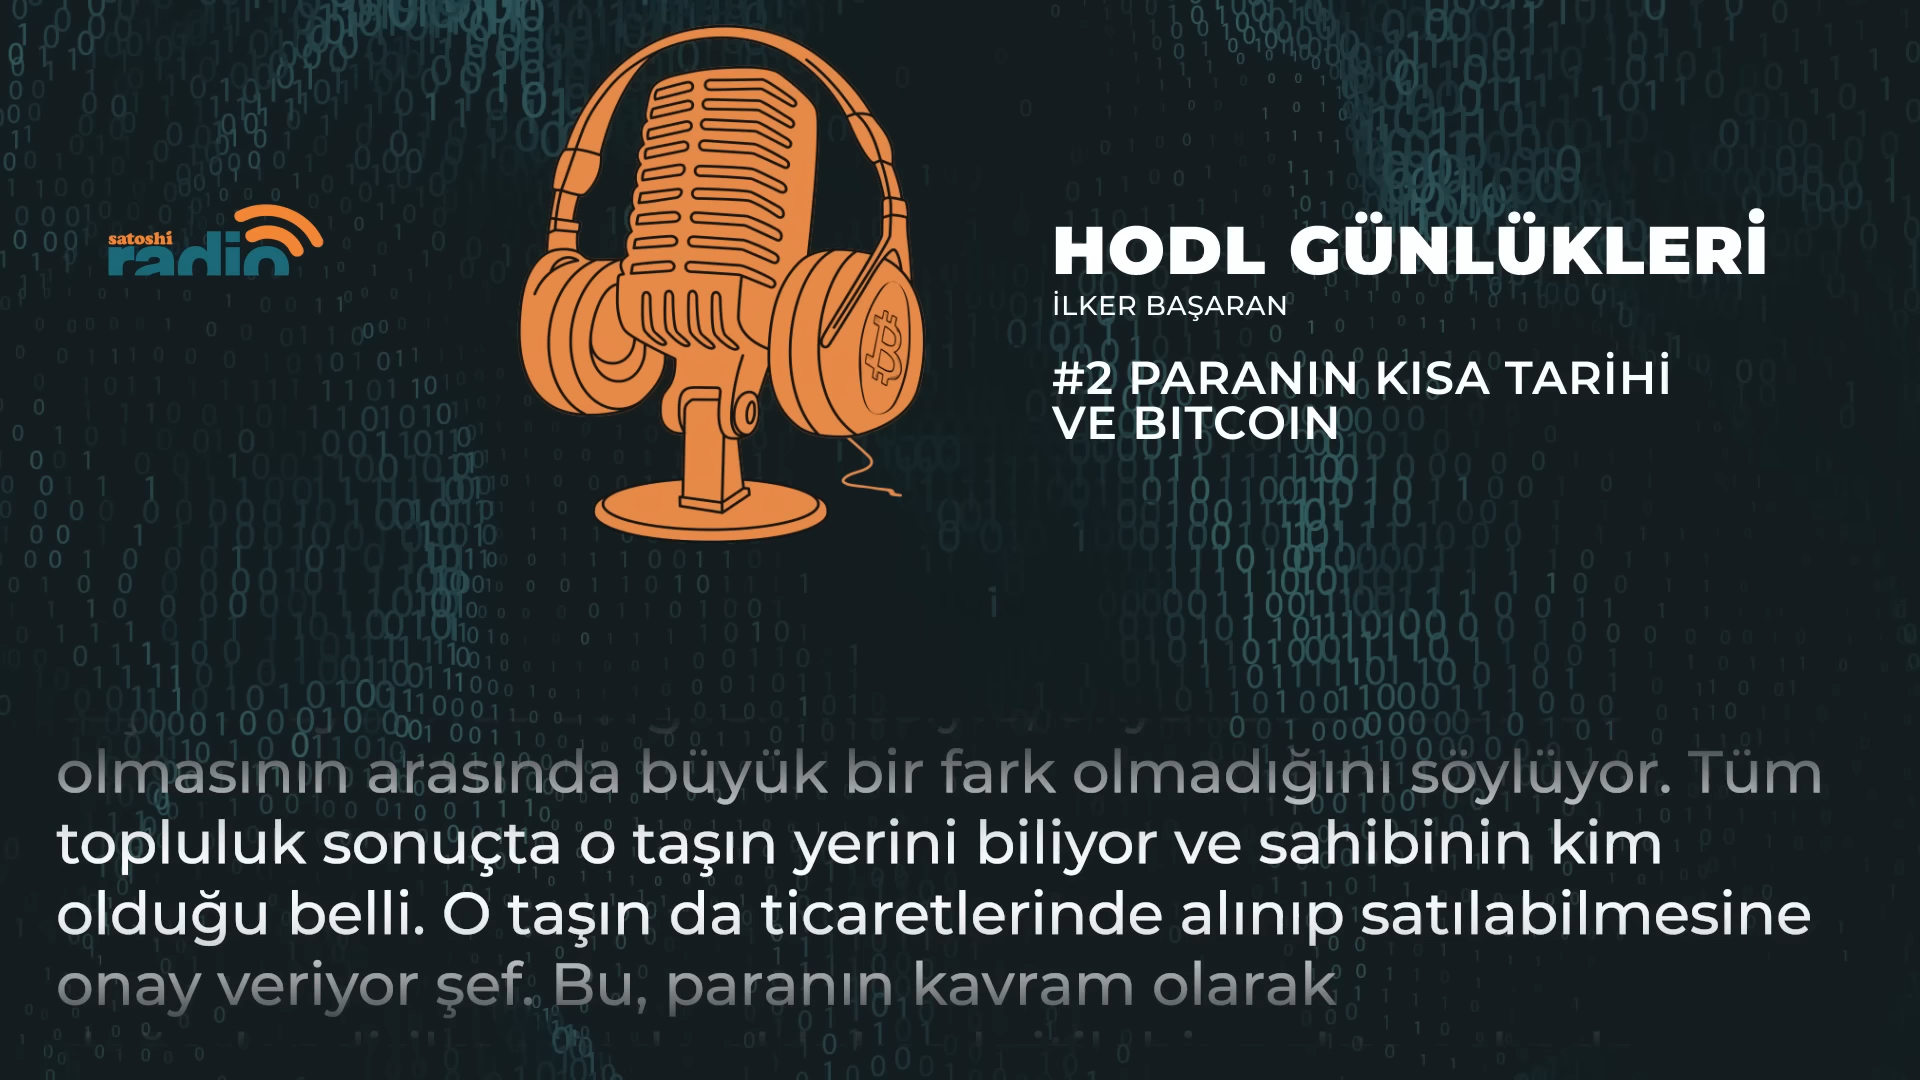 satoshi
radio
HODL GÜNLÜKLERİ
İLKER BAŞARAN
#2 PARANIN KISA TARİHİ
VE BITCOIN
olmasının arasında büyük bir fark olmadığını söylüyor. Tüm
topluluk sonuçta o taşın yerini biliyor ve sahibinin kim
olduğu belli. O taşın da ticaretlerinde alınıp satılabilmesine
onay veriyor şef. Bu, paranın kavram olarak